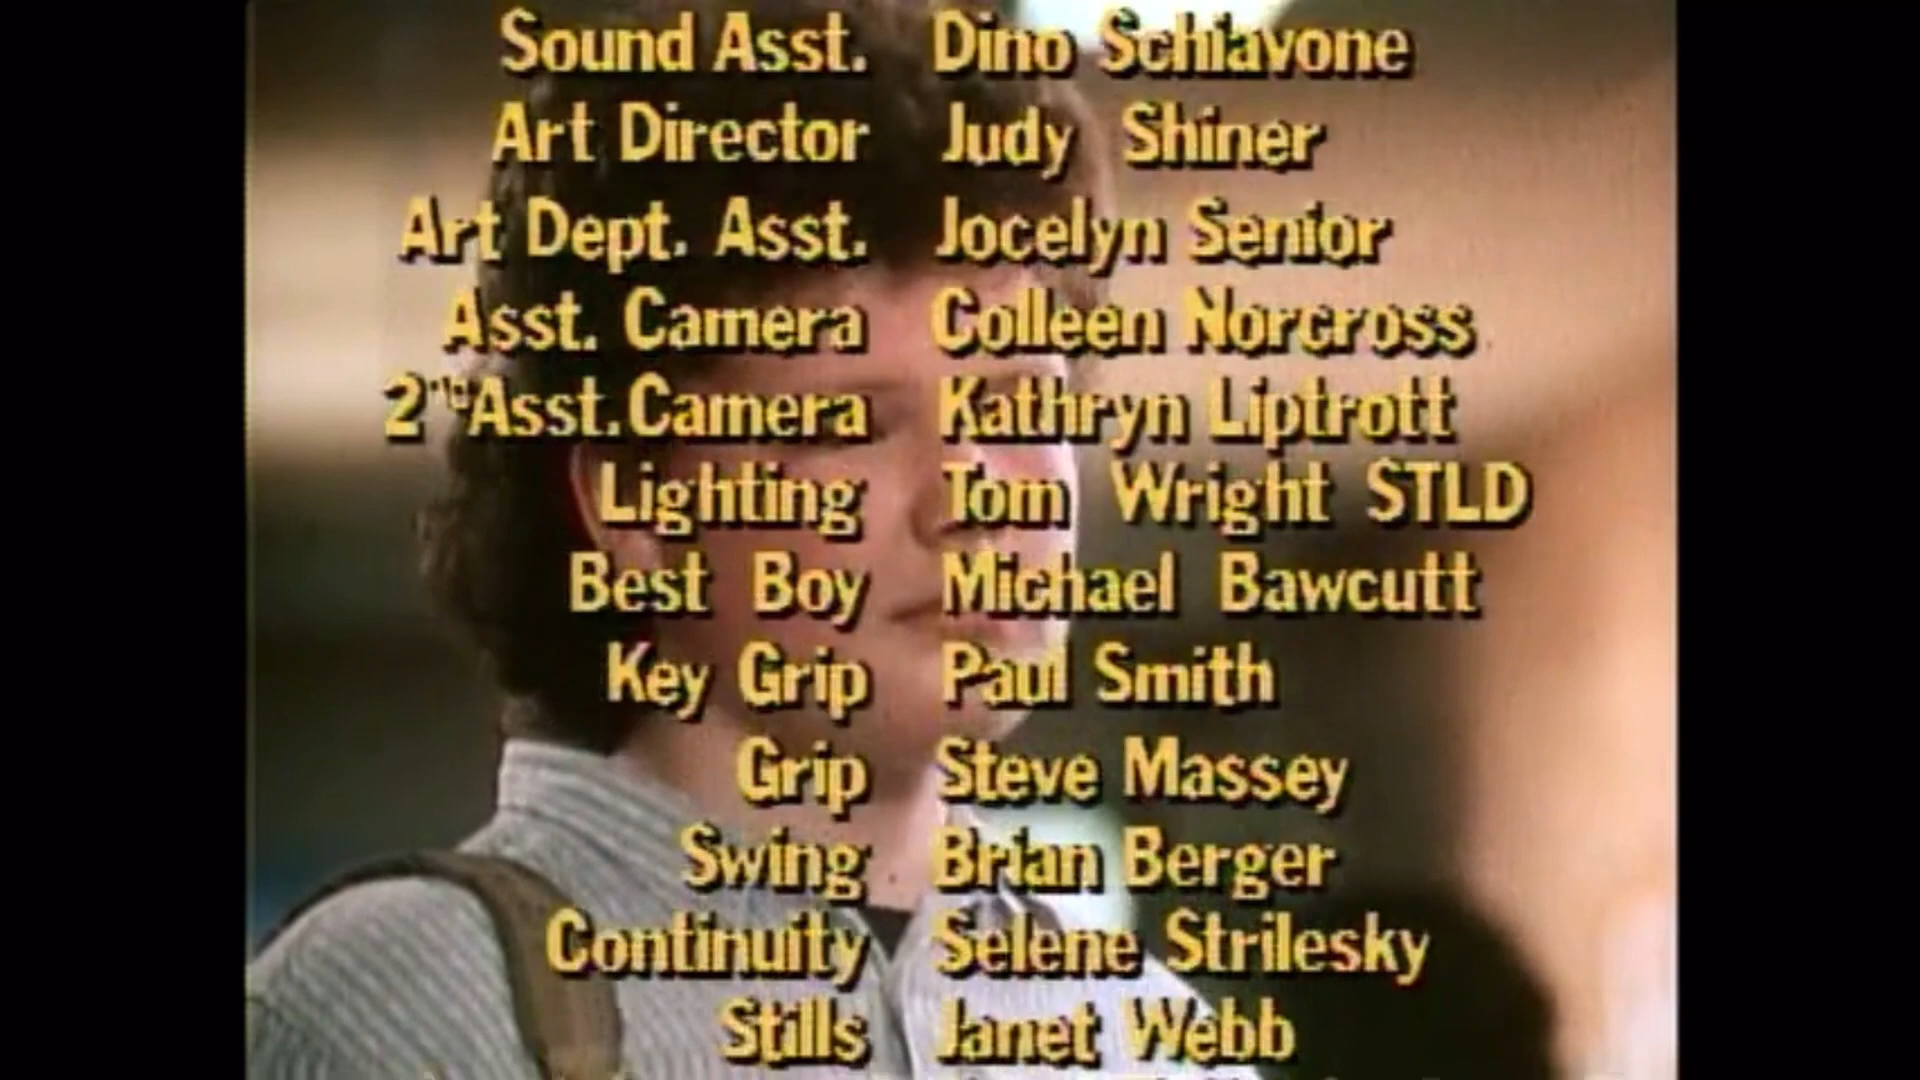 Sound Asst. Dino Schiavone
Art Director Judy Shiner
Art Dept. Asst. Jocelyn Senior
Asst. Camera Colleen Norcross
2nd Asst. Camera Kathryn Liptrott
Lighting Tom Wright STLD
Best Boy Michael Bawcutt
Key Grip Paul Smith
Grip Steve Massey
Swing Brian Berger
Continuity Selene Strilesky
Stills Janet Webb